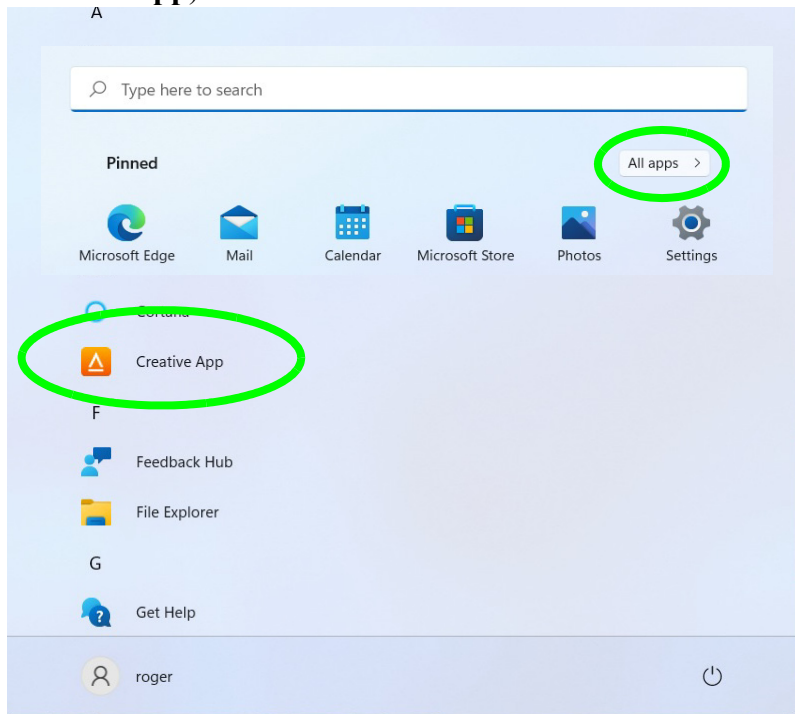 A
Type here to search
Pinned
All apps >
Microsoft Edge Mail Calendar Microsoft Store Photos Settings
Cortana
Creative App
F
Feedback Hub
File Explorer
G
Get Help
roger